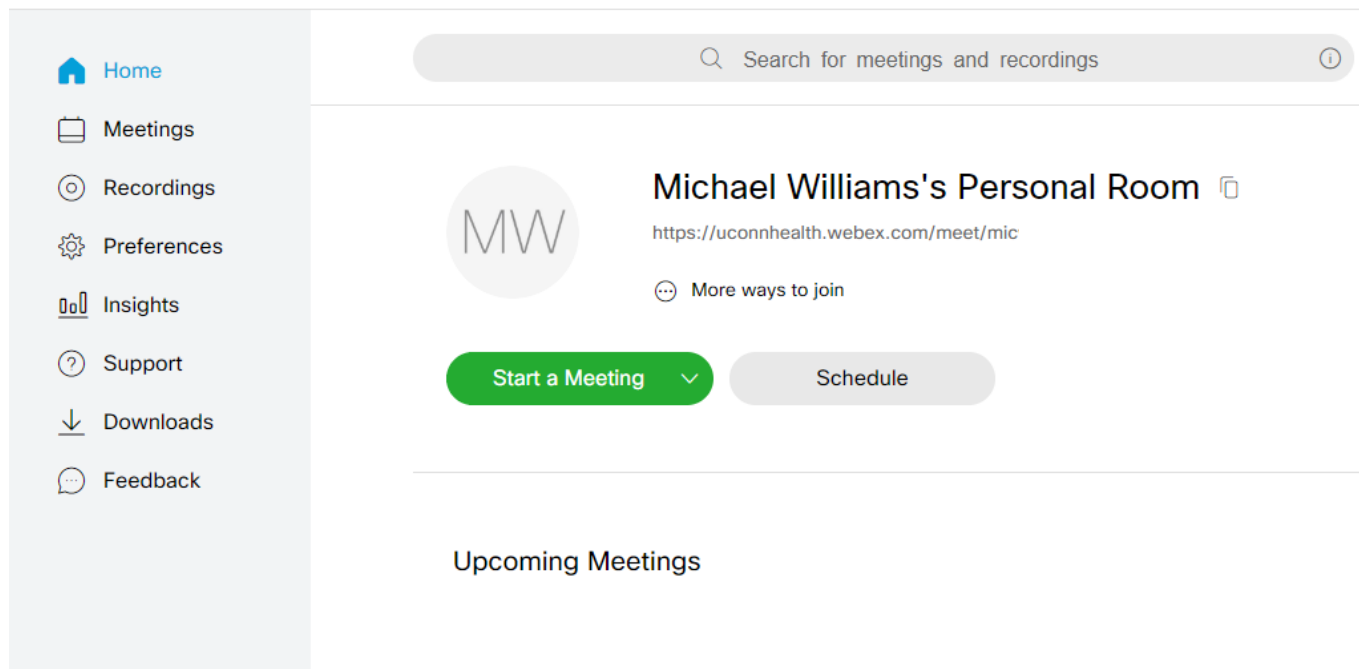 Home
Meetings
Recordings
Preferences
Insights
Support
Downloads
Feedback
Search for meetings and recordings
MW
Michael Williams's Personal Room
https://uconnhealth.webex.com/meet/mic
More ways to join
Start a Meeting
Schedule
Upcoming Meetings